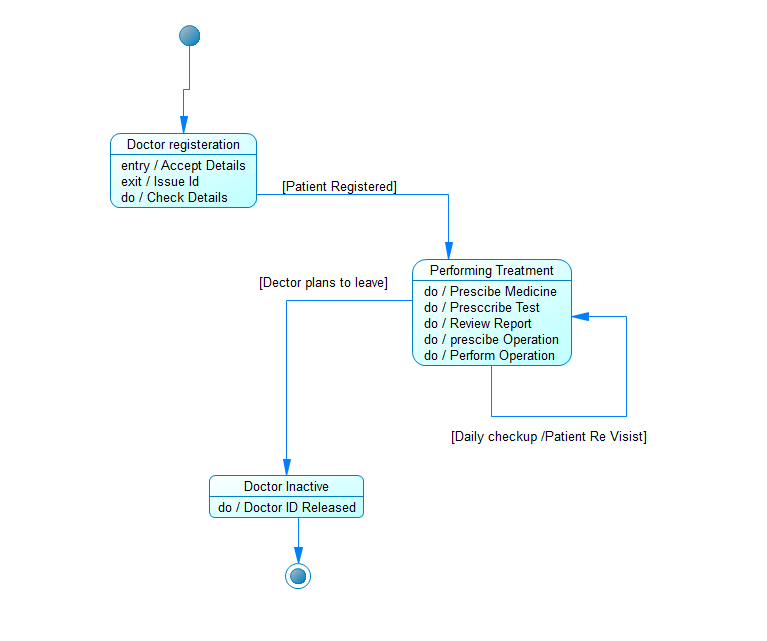 Doctor registeration
entry / Accept Details
exit / Issue Id
do / Check Details
[Patient Registered]
Performing Treatment
do / Prescibe Medicine
do / Presccribe Test
do / Review Report
do / prescibe Operation
do / Perform Operation
[Dector plans to leave]
[Daily checkup /Patient Re Visist]
Doctor Inactive
do / Doctor ID Released